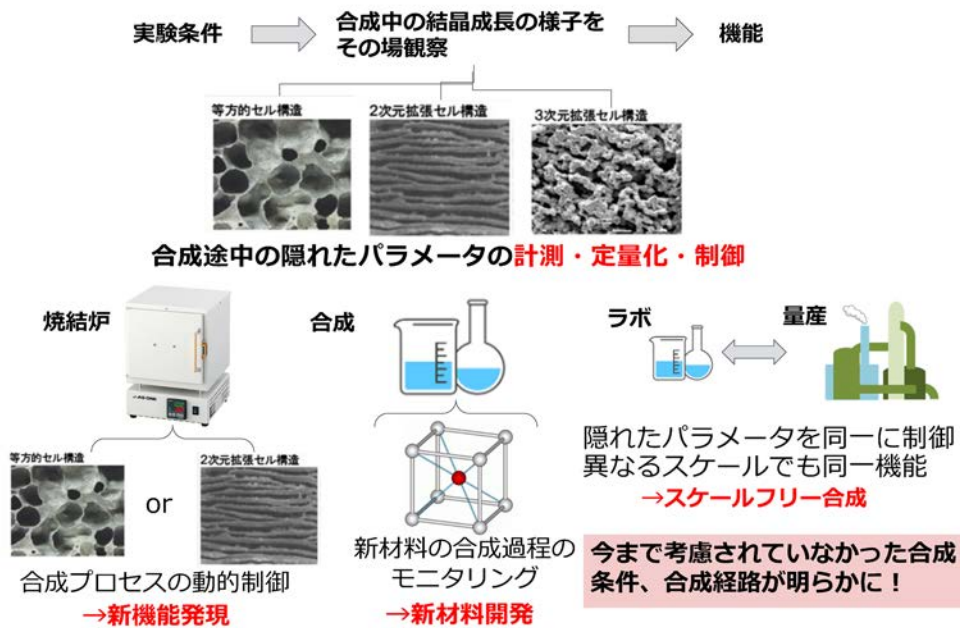 実験条件
合成中の結晶成長の様子を
その場観察
機能
等方的セル構造
2次元拡張セル構造
3次元拡張セル構造
合成途中の隠れたパラメータの計測・定量化・制御
焼結炉
等方的セル構造
or
2次元拡張セル構造
合成プロセスの動的制御
→新機能発現
合成
新材料の合成過程の
モニタリング
→新材料開発
ラボ
量産
隠れたパラメータを同一に制御
異なるスケールでも同一機能
→スケールフリー合成
今まで考慮されていなかった合成
条件、合成経路が明らかに！